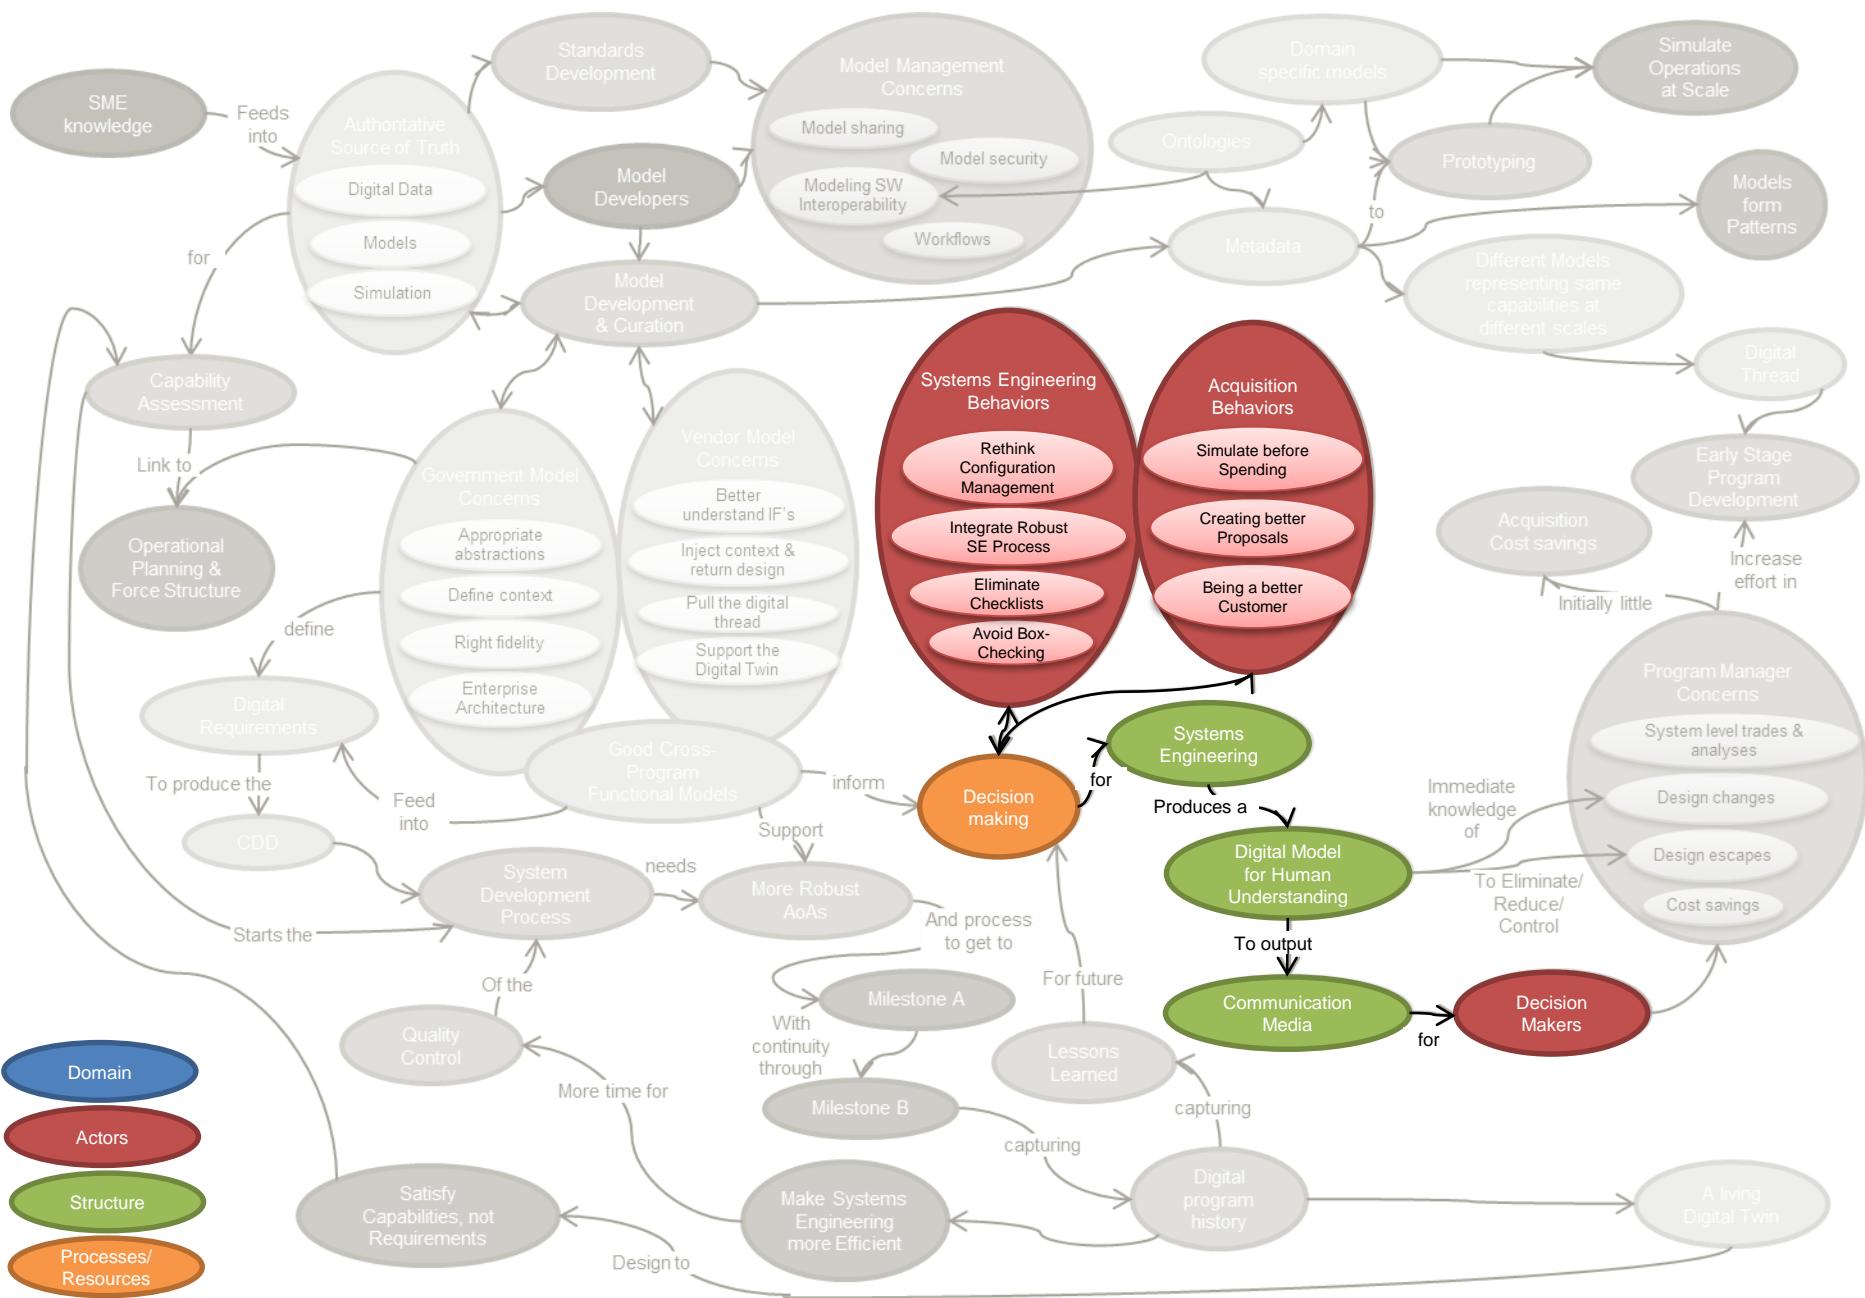 SME
knowledge
Feeds
into
Authoritative
Source of Truth
Digital Data
Models
Simulation
Standards
Development
Model
Developers
Model
Development
& Curation
Model Management
Concerns
Model sharing
Model security
Modeling SW
Interoperability
Workflows
Ontologies
Domain
specific models
Simulate
Operations
at Scale
Prototyping
Models
form
Patterns
to
Metadata
Different Models
representing same
capabilities at
different scales
Digital
Thread
Early Stage
Program
Development
Increase
effort in
Acquisition
Cost savings
Initially little
for
Capability
Assessment
Link to
Operational
Planning &
Force Structure
Government Model
Concerns
Appropriate
abstractions
Define context
Right fidelity
Enterprise
Architecture
Vendor Model
Concerns
Better
understand IF's
Inject context &
return design
Pull the digital
thread
Support the
Digital Twin
Systems Engineering
Behaviors
Rethink
Configuration
Management
Integrate Robust
SE Process
Eliminate
Checklists
Avoid Box-
Checking
Acquisition
Behaviors
Simulate before
Spending
Creating better
Proposals
Being a better
Customer
Program Manager
Concerns
System level trades &
analyses
Design changes
Design escapes
Cost savings
define
Digital
Requirements
To produce the
CDD
Feed
into
Good Cross-
Program
Functional Models
inform
Support
Decision
making
for
Systems
Engineering
Produces a
Digital Model
for Human
Understanding
Immediate
knowledge
of
To Eliminate/
Reduce/
Control
To output
Communication
Media
for
Decision
Makers
System
Development
Process
needs
More Robust
AoAs
And process
to get to
Starts the
Of the
Quality
Control
Milestone A
With
continuity
through
Milestone B
For future
Lessons
Learned
capturing
capturing
More time for
Make Systems
Engineering
more Efficient
Digital
program
history
A living
Digital Twin
Satisfy
Capabilities, not
Requirements
Design to
Domain
Actors
Structure
Processes/
Resources